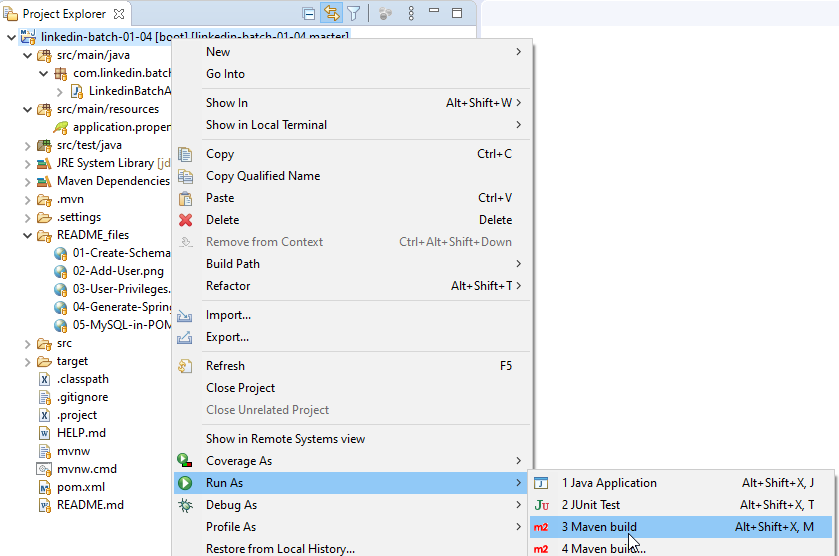 Project Explorer
linkedin-batch-01-04 [boot] [linkedin-batch-01-04 master]
src/main/java
com.linkedin.batch
LinkedinBatchA
src/main/resources
application.proper
src/test/java
JRE System Library [jd
Maven Dependencies
.mvn
.settings
README_files
01-Create-Schema
02-Add-User.png
03-User-Privileges.
04-Generate-Spring
05-MySQL-in-POM
src
target
.classpath
.gitignore
.project
HELP.md
mvnw
mvnw.cmd
pom.xml
README.md
New
Go Into
Show In Alt+Shift+W
Show in Local Terminal
Copy Ctrl+C
Copy Qualified Name
Paste Ctrl+V
Delete Delete
Remove from Context Ctrl+Alt+Shift+Down
Build Path
Refactor Alt+Shift+T
Import...
Export...
Refresh F5
Close Project
Close Unrelated Project
Show in Remote Systems view
Coverage As
Run As
Debug As
Profile As
Restore from Local History...
1 Java Application Alt+Shift+X, J
2 JUnit Test Alt+Shift+X, T
3 Maven build Alt+Shift+X, M
4 Maven build...